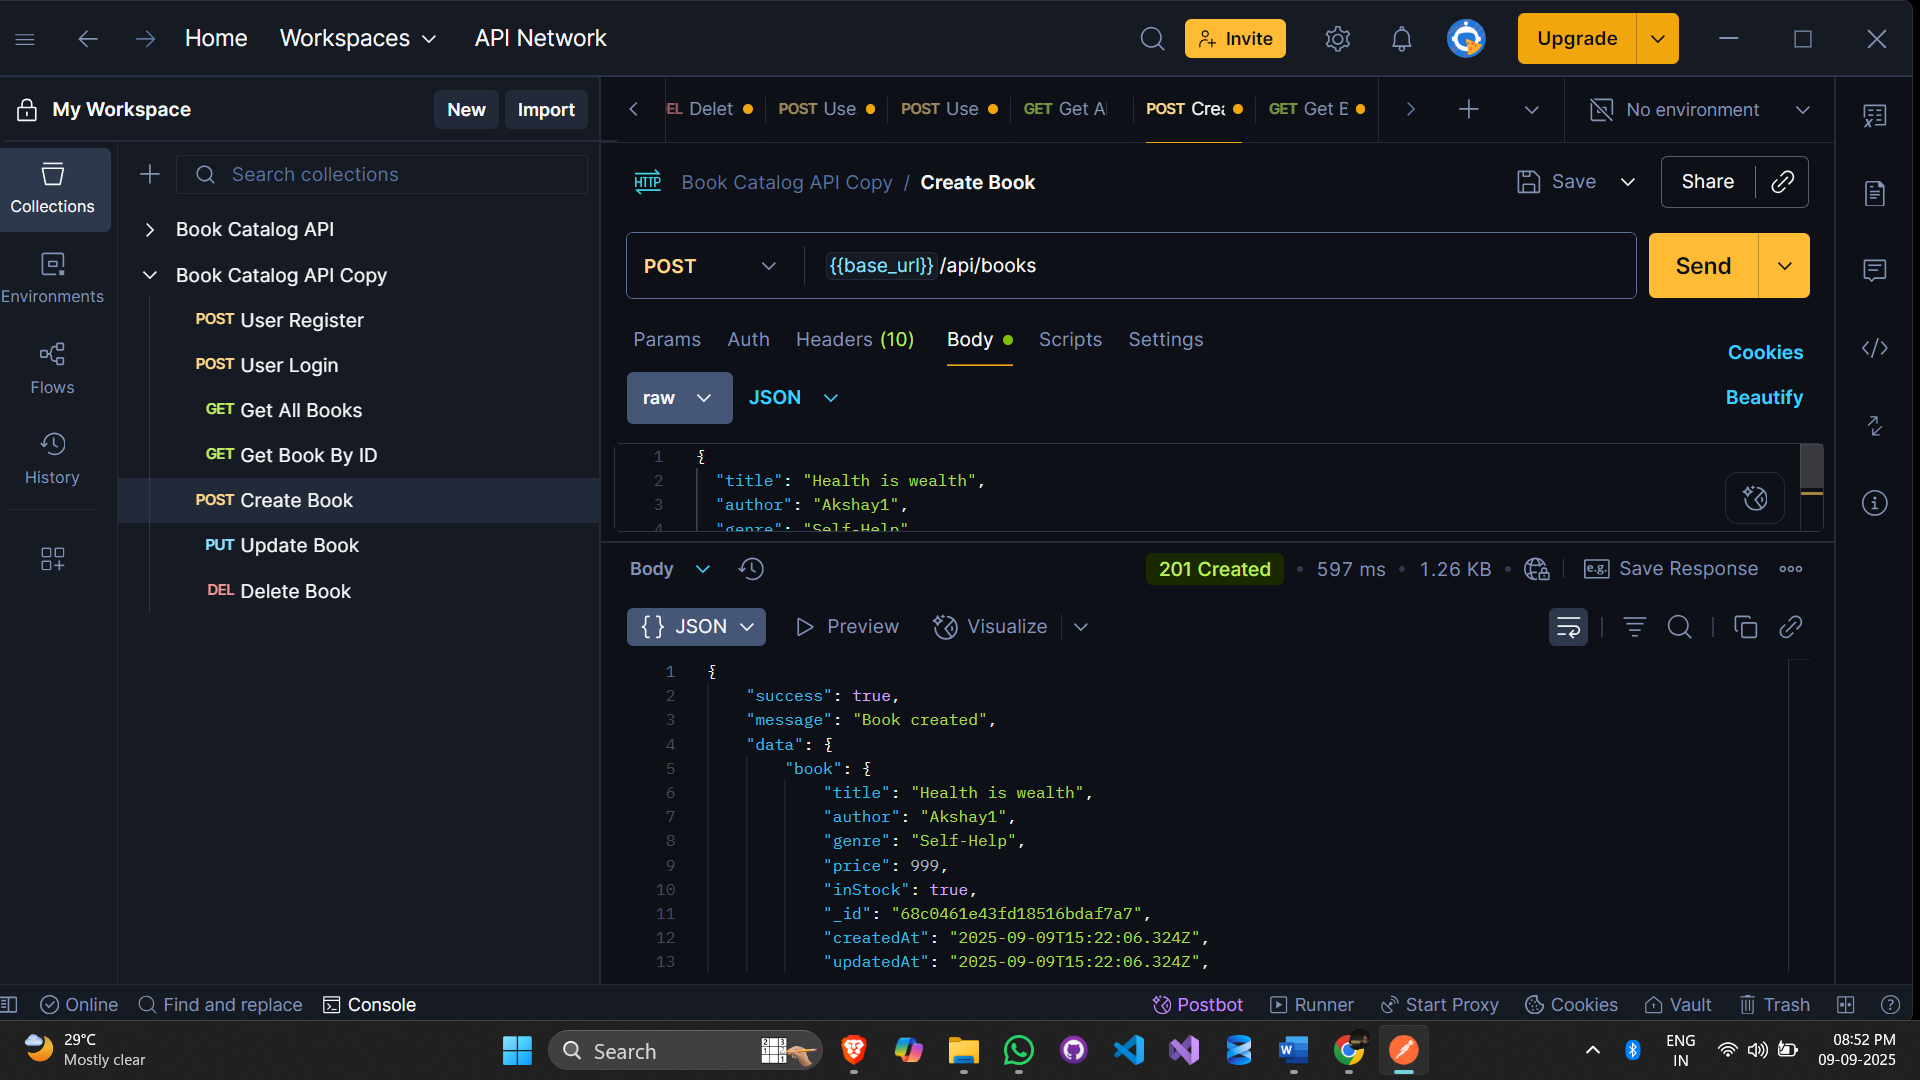 Home
Workspaces
API Network
Invite
Upgrade
My Workspace
New
Import
EL Delet
POST Use
POST Use
GET Get Al
POST Crea
GET Get E
No environment
Collections
Environments
Flows
History
Search collections
Book Catalog API
Book Catalog API Copy
POST User Register
POST User Login
GET Get All Books
GET Get Book By ID
POST Create Book
PUT Update Book
DEL Delete Book
HTTP Book Catalog API Copy / Create Book
Save
Share
POST {{base_url}} /api/books
Send
Params Auth Headers (10) Body Scripts Settings
Cookies
raw JSON
Beautify
1 {
2 "title": "Health is wealth",
3 "author": "Akshay1",
4 "genre": "Self-Help"
Body
201 Created • 597 ms • 1.26 KB •
e.g. Save Response
{} JSON Preview Visualize
1 {
2 "success": true,
3 "message": "Book created",
4 "data": {
5 "book": {
6 "title": "Health is wealth",
7 "author": "Akshay1",
8 "genre": "Self-Help",
9 "price": 999,
10 "inStock": true,
11 "_id": "68c0461e43fd18516bdaf7a7",
12 "createdAt": "2025-09-09T15:22:06.324Z",
13 "updatedAt": "2025-09-09T15:22:06.324Z",
Online Find and replace Console
Postbot Runner Start Proxy Cookies Vault Trash
29°C
Mostly clear
Search
ENG
IN
08:52 PM
09-09-2025